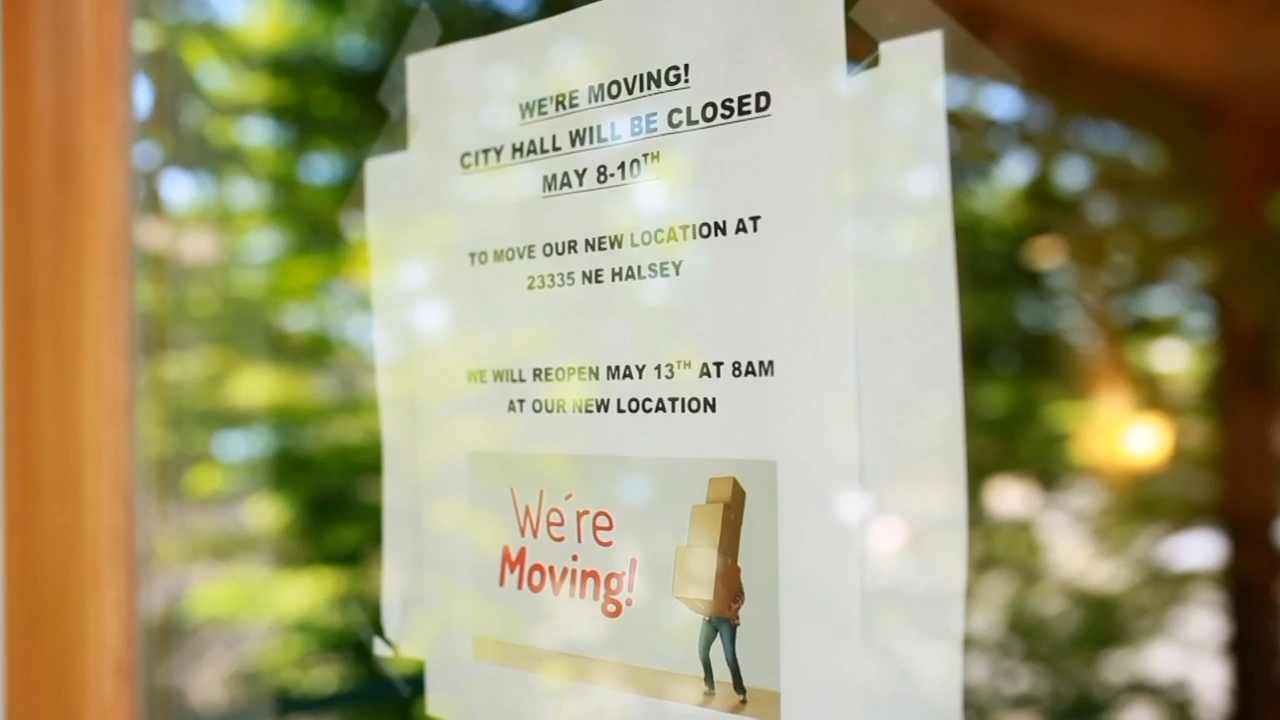 WE'RE MOVING!
CITY HALL WILL BE CLOSED
MAY 8-10TH
TO MOVE OUR NEW LOCATION AT
23335 NE HALSEY
WE WILL REOPEN MAY 13TH AT 8AM
AT OUR NEW LOCATION
We're
Moving!